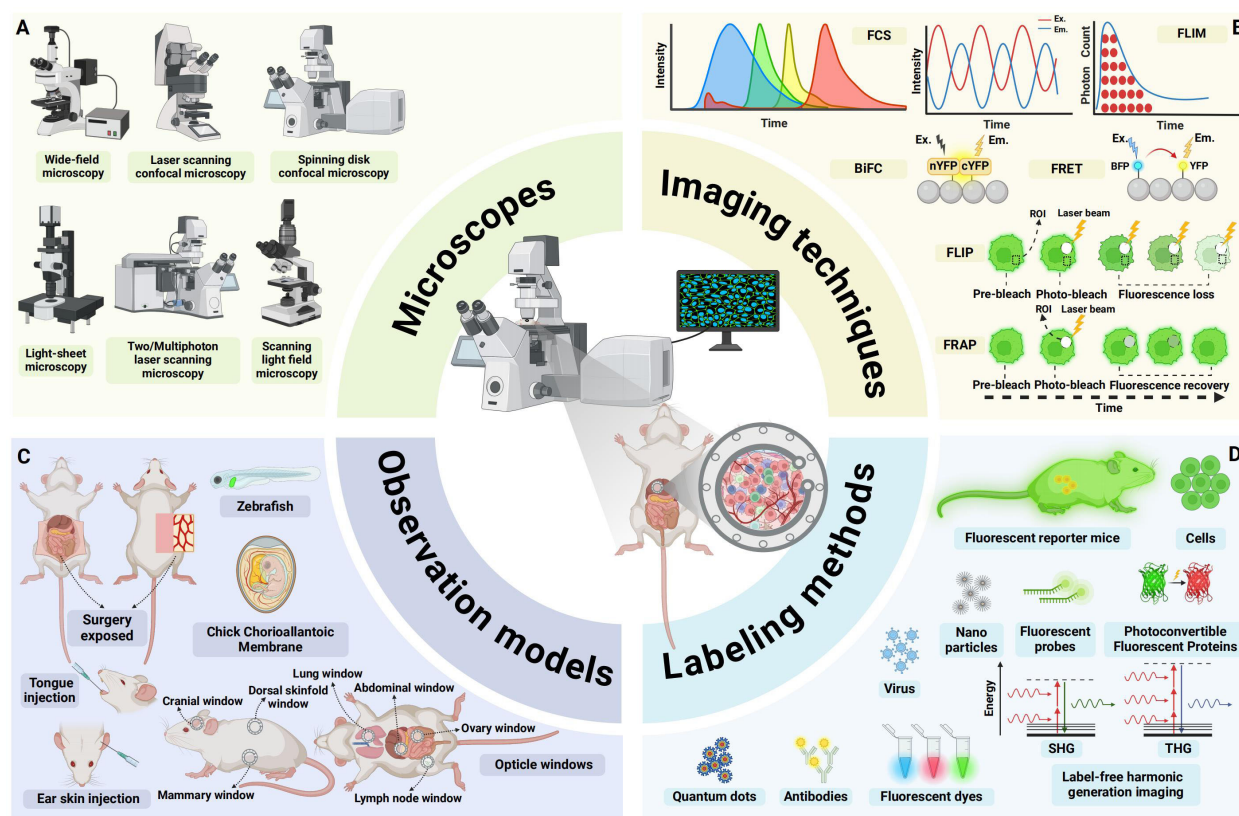 A
Wide-field
microscopy
Laser scanning
confocal microscopy
Spinning disk
confocal microscopy
Light-sheet
microscopy
Two/Multiphoton
laser scanning
microscopy
Scanning
light field
microscopy
Microscopes
B
Intensity
FCS
Time
Intensity
Ex.
Em.
Time
Photon Count
FLIM
Time
BiFC
Ex.
Em.
nYFP
cYFP
FRET
Ex.
Em.
BFP
YFP
ROI
Laser beam
FLIP
Pre-bleach
Photo-bleach
Fluorescence loss
ROI
Laser beam
FRAP
Pre-bleach
Photo-bleach
Fluorescence recovery
Time
Imaging techniques
C
Zebrafish
Surgery
exposed
Chick Chorioallantoic
Membrane
Tongue
injection
Cranial window
Dorsal skinfold
window
Lung window
Abdominal window
Ovary window
Opticle windows
Ear skin injection
Mammary window
Lymph node window
Observation models
D
Fluorescent reporter mice
Cells
Nano
particles
Fluorescent
probes
Photoconvertible
Fluorescent Proteins
Virus
Energy
SHG
THG
Quantum dots
Antibodies
Fluorescent dyes
Label-free harmonic
generation imaging
Labeling methods